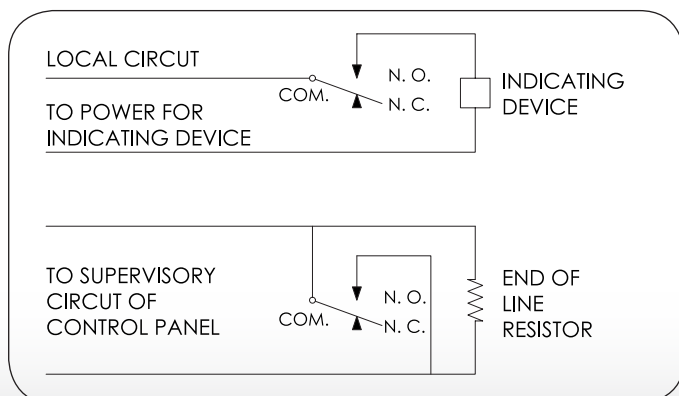 LOCAL CIRCUT
COM.
N. O.
N. C.
INDICATING
DEVICE
TO POWER FOR
INDICATING DEVICE
TO SUPERVISORY
CIRCUT OF
CONTROL PANEL
COM.
N. O.
N. C.
END OF
LINE
RESISTOR